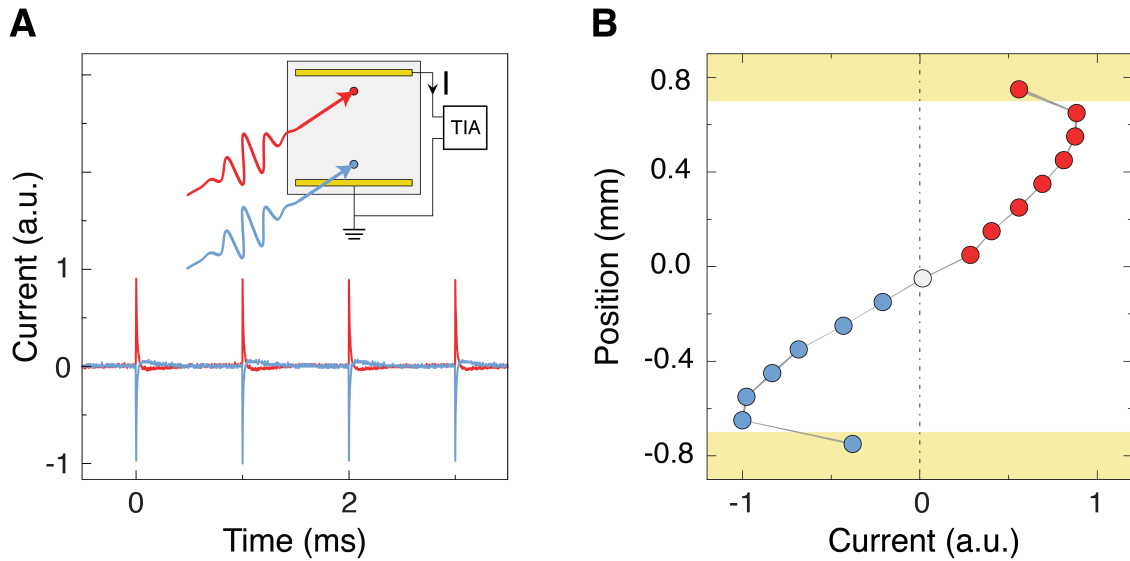 A
Current (a.u.)
1
0
-1
0
2
Time (ms)
I
TIA
B
Position (mm)
0.8
0.4
0.0
-0.4
-0.8
-1
0
1
Current (a.u.)